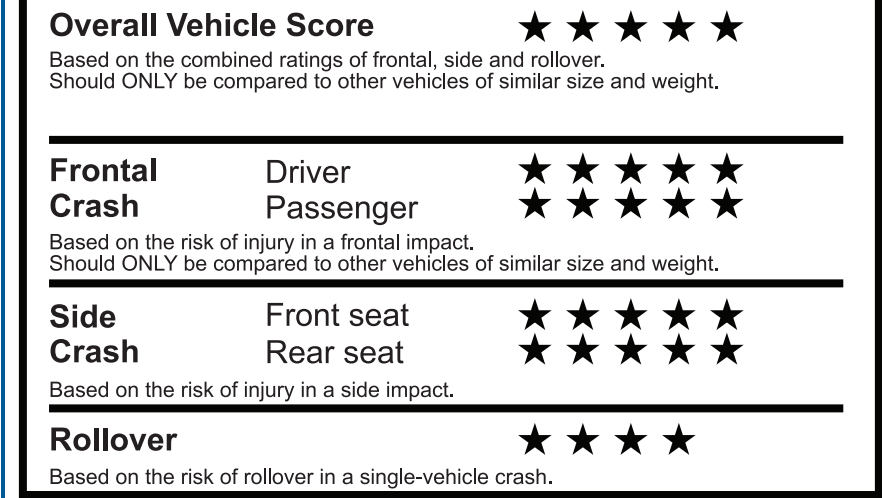 Overall Vehicle Score ★ ★ ★ ★ ★
Based on the combined ratings of frontal, side and rollover.
Should ONLY be compared to other vehicles of similar size and weight.
Frontal Driver ★ ★ ★ ★ ★
Crash Passenger ★ ★ ★ ★ ★
Based on the risk of injury in a frontal impact.
Should ONLY be compared to other vehicles of similar size and weight.
Side Front seat ★ ★ ★ ★ ★
Crash Rear seat ★ ★ ★ ★ ★
Based on the risk of injury in a side impact.
Rollover ★ ★ ★ ★
Based on the risk of rollover in a single-vehicle crash.